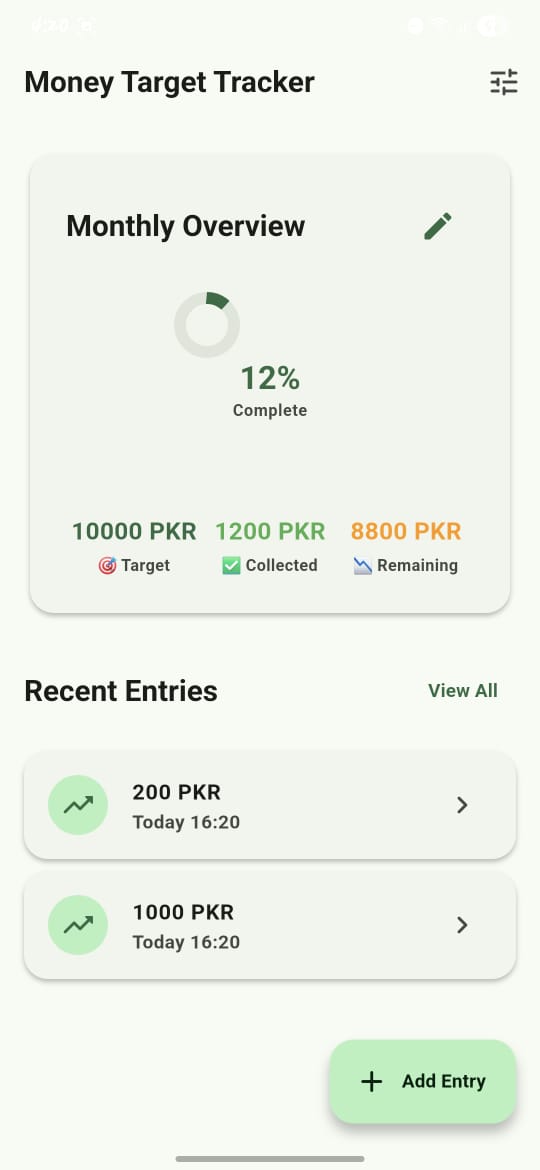 Money Target Tracker
Monthly Overview
12%
Complete
10000 PKR 1200 PKR 8800 PKR
🎯 Target ✅ Collected 📉 Remaining
Recent Entries View All
200 PKR
Today 16:20
1000 PKR
Today 16:20
+ Add Entry